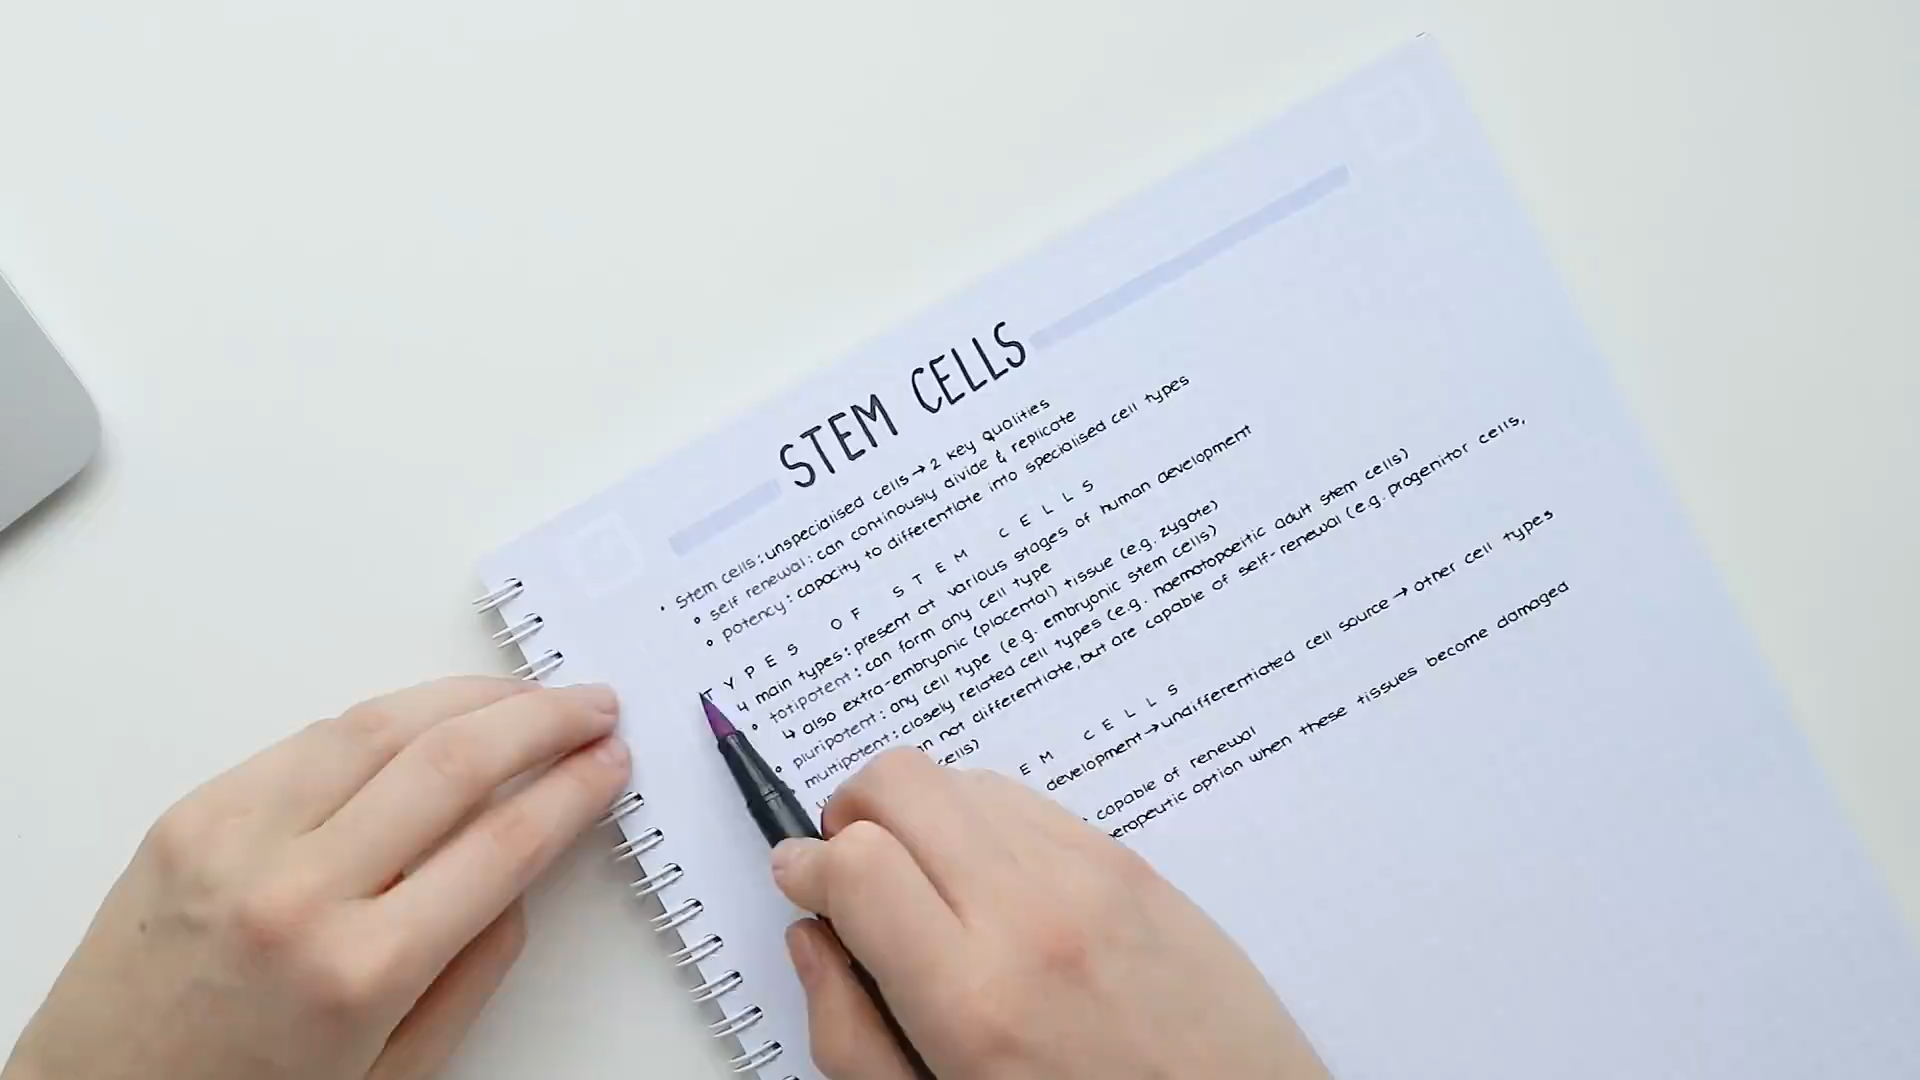 STEM CELLS
• Stem cells: unspecialised cells → 2 key qualities
° self renewal: can continously divide & replicate
° potency: capacity to differentiate into specialised cell types
TYPES OF STEM CELLS
4 main types: present at various stages of human development
° totipotent: can form any cell type
↳ also extra-embryonic (placental) tissue (e.g. zygote)
° pluripotent: any cell type (e.g. embryonic stem cells)
multipotent: closely related cell types (e.g. haematopoeitic adult stem cells)
not differentiate, but are capable of self-renewal (e.g. progenitor cells,
cells)
EM CELLS
development → undifferentiated cell source → other cell types
capable of renewal
option when these tissues become damaged